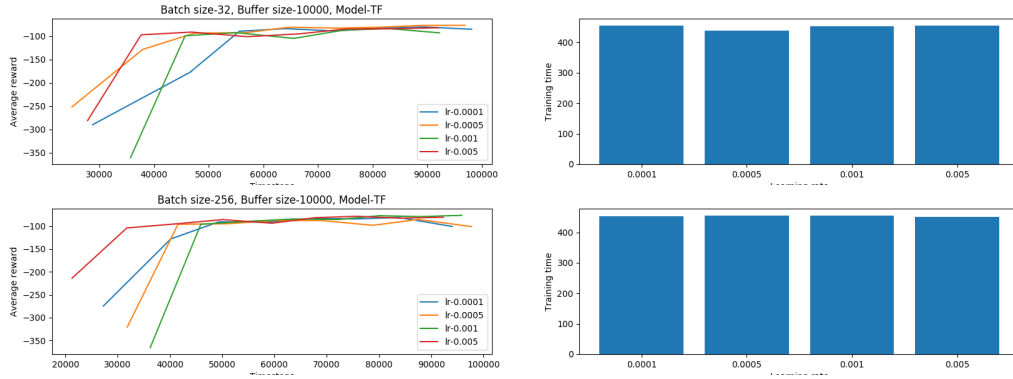 Batch size-32, Buffer size-10000, Model-TF
Average reward
−100
−150
−200
−250
−300
−350
30000 40000 50000 60000 70000 80000 90000 100000
lr-0.0001
lr-0.0005
lr-0.001
lr-0.005
Training time
400
300
200
100
0
0.0001 0.0005 0.001 0.005
Batch size-256, Buffer size-10000, Model-TF
Average reward
−100
−150
−200
−250
−300
−350
20000 30000 40000 50000 60000 70000 80000 90000 100000
lr-0.0001
lr-0.0005
lr-0.001
lr-0.005
Training time
400
300
200
100
0
0.0001 0.0005 0.001 0.005